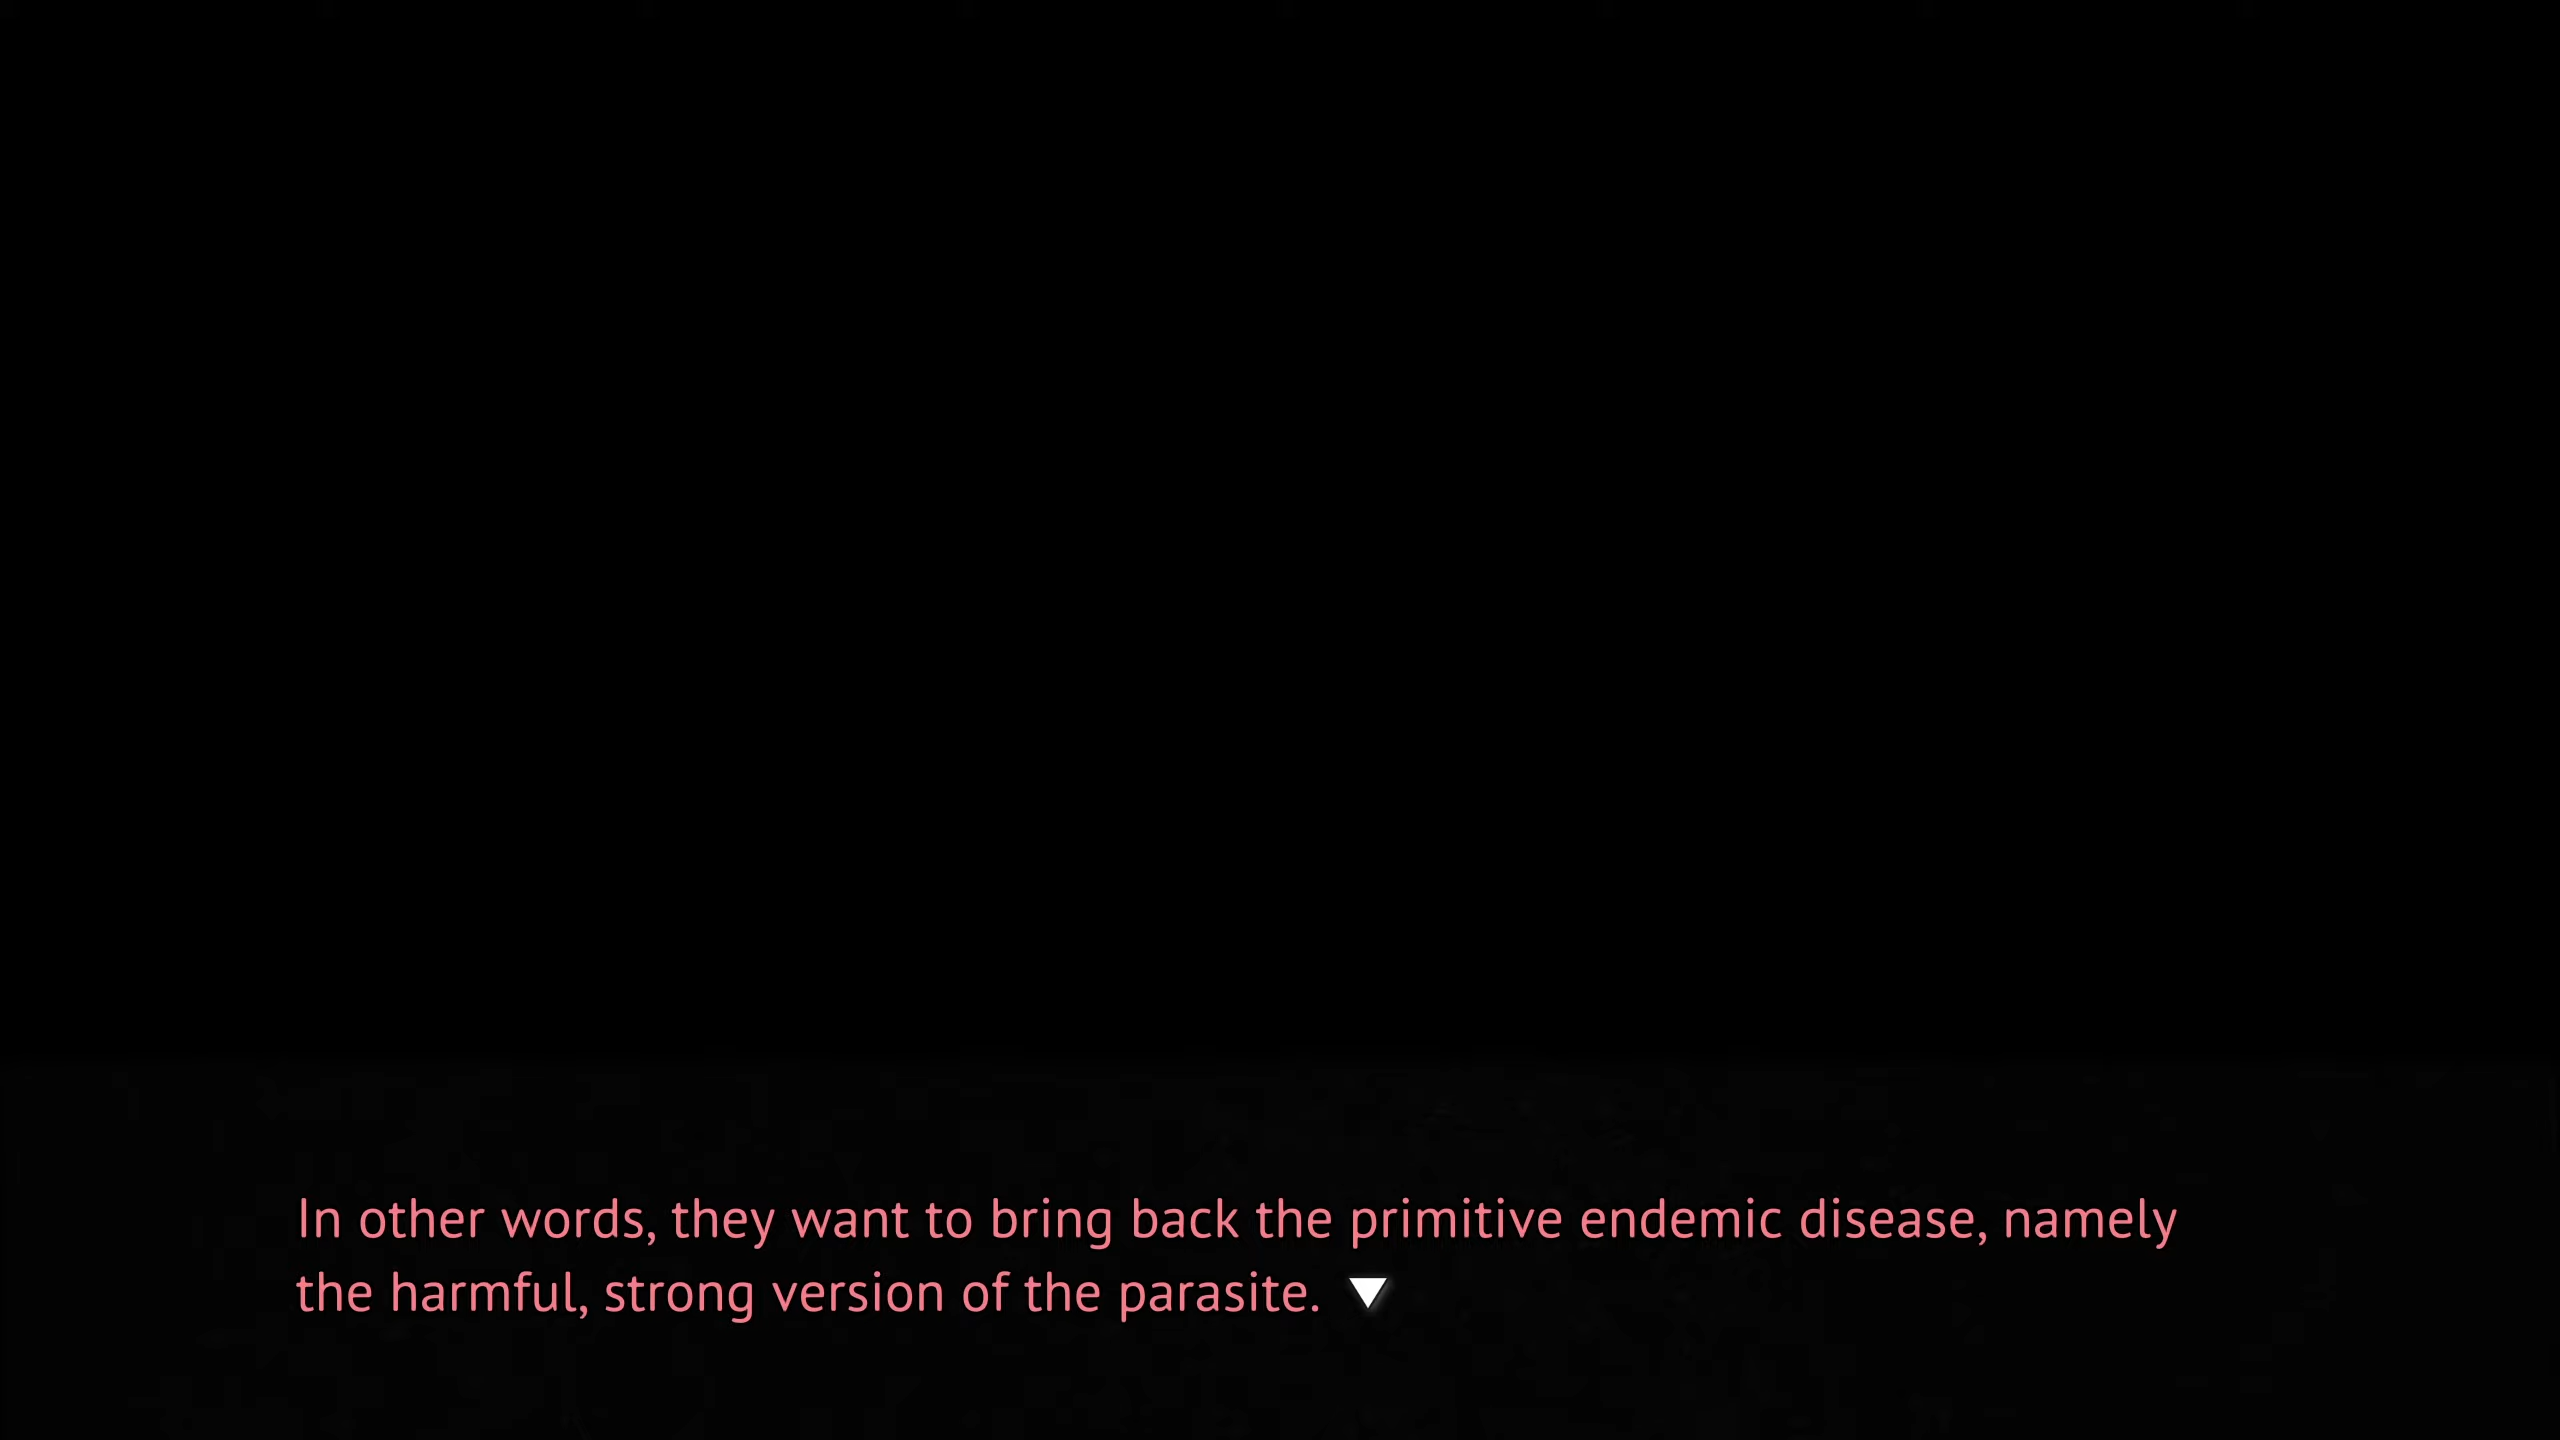 In other words, they want to bring back the primitive endemic disease, namely
the harmful, strong version of the parasite.